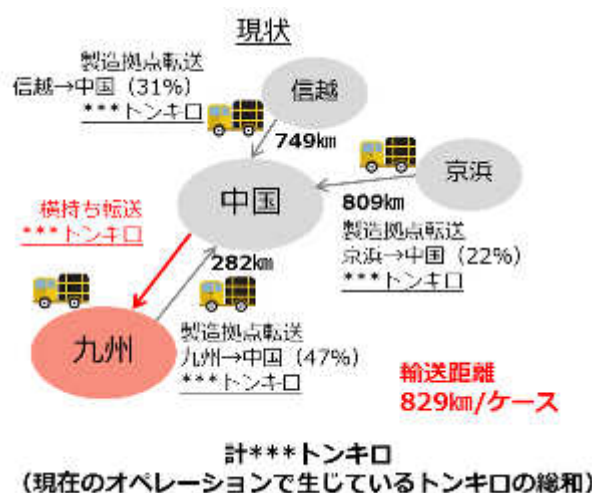 現状
製造拠点転送
信越→中国（31%）
***トンキロ
信越
749㎞
京浜
中国
809㎞
製造拠点転送
京浜→中国（22%）
***トンキロ
横持ち転送
***トンキロ
282㎞
九州
製造拠点転送
九州→中国（47%）
***トンキロ
輸送距離
829㎞/ケース
計***トンキロ
（現在のオペレーションで生じているトンキロの総和）